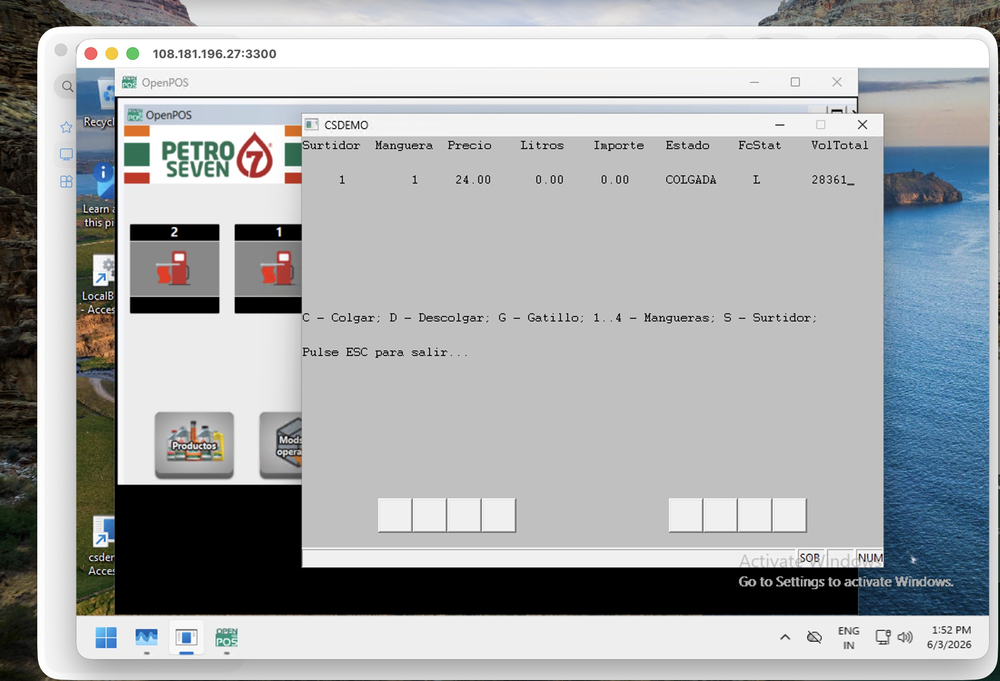 108.181.196.27:3300
OpenPOS
OpenPOS
PETRO
SEVEN
7
CSDEMO
Surtidor Manguera Precio Litros Importe Estado FcStat VolTotal
1 1 24.00 0.00 0.00 COLGADA L 28361_
2
1
C - Colgar; D - Descolgar; G - Gatillo; 1..4 - Mangueras; S - Surtidor;
Pulse ESC para salir...
Productos
Mods
opera
SOB NUM
Activate Windows
Go to Settings to activate Windows.
Recycl
Learn a
this pi
LocalB
- Acces
csder
Acces
OPEN
POS
ENG
IN
1:52 PM
6/3/2026